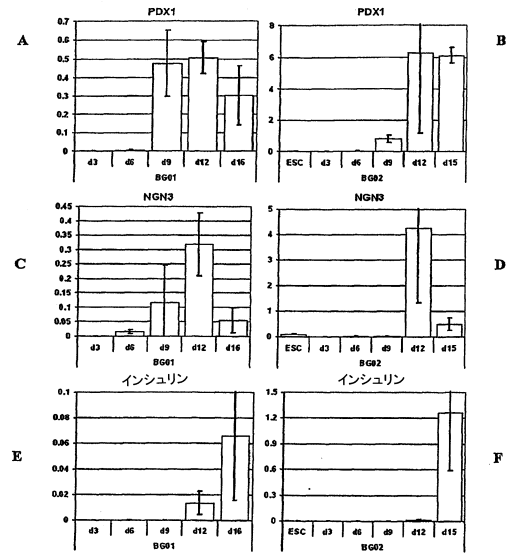 A
PDX1
0.7
0.6
0.5
0.4
0.3
0.2
0.1
0
d3 d6 d9 d12 d16
BG01
PDX1
B
8
6
4
2
0
ESC d3 d6 d9 d12 d15
BG02
C
NGN3
0.45
0.4
0.35
0.3
0.25
0.2
0.15
0.1
0.05
0
d3 d6 d9 d12 d16
BG01
NGN3
D
5
4
3
2
1
0
ESC d3 d6 d9 d12 d15
BG02
E
インシュリン
0.1
0.08
0.06
0.04
0.02
0
d3 d6 d9 d12 d16
BG01
インシュリン
F
1.5
1.2
0.9
0.6
0.3
0
ESC d3 d6 d9 d12 d15
BG02